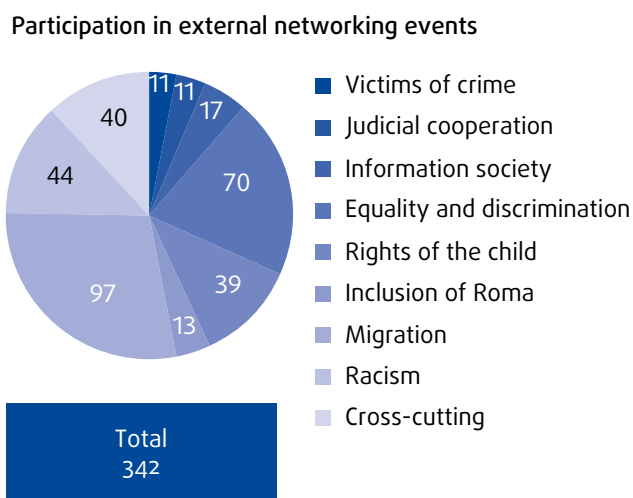 Participation in external networking events
11
11
17
70
39
13
97
44
40
Victims of crime
Judicial cooperation
Information society
Equality and discrimination
Rights of the child
Inclusion of Roma
Migration
Racism
Cross-cutting
Total
342